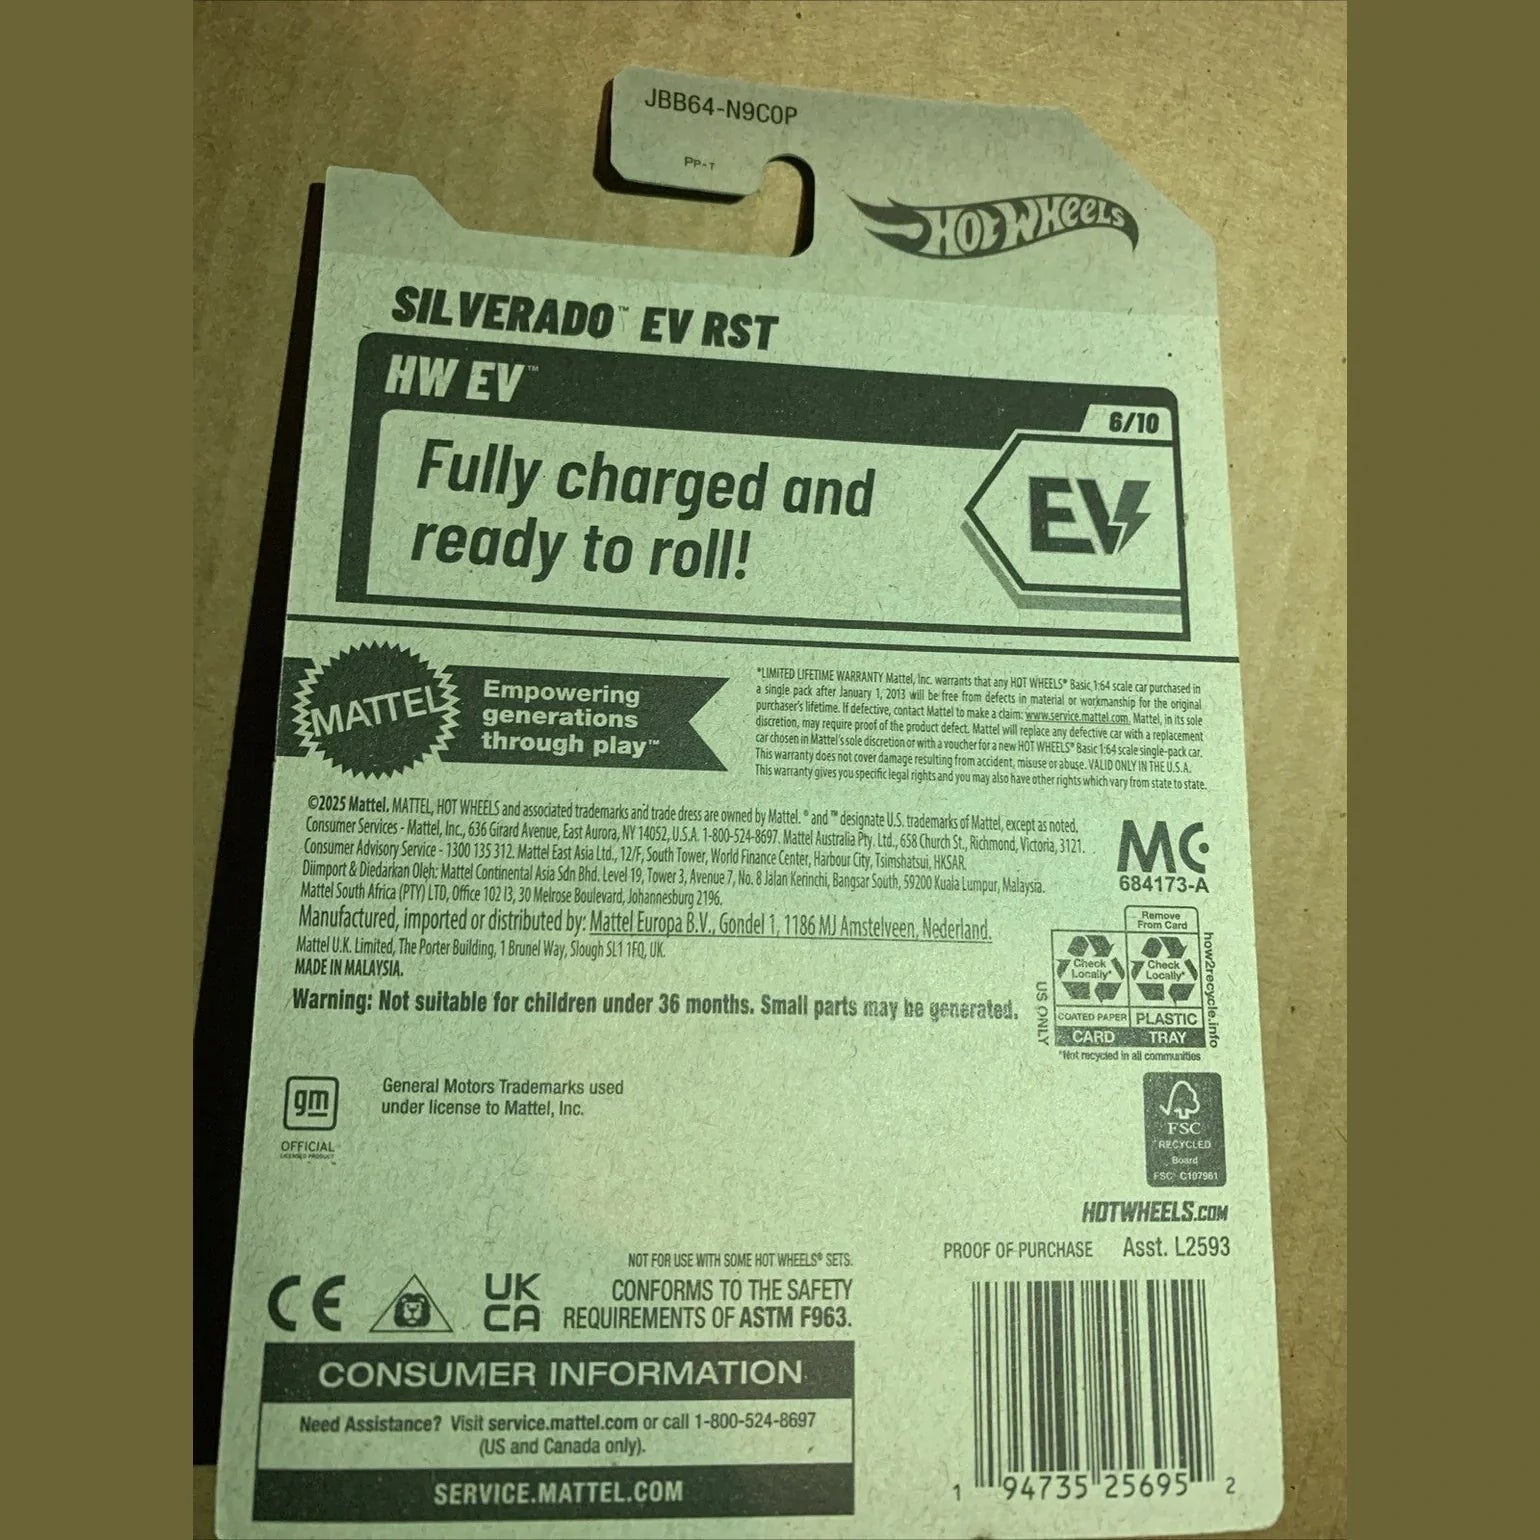 JBB64-N9C0P
PP-T
HOT WHEELS
SILVERADO™ EV RST
HW EV™
6/10
Fully charged and
ready to roll!
EV
MATTEL
Empowering
generations
through play™
*LIMITED LIFETIME WARRANTY Mattel, Inc. warrants that any HOT WHEELS® Basic 1:64 scale car purchased in
a single pack after January 1, 2013 will be free from defects in material or workmanship for the original
purchaser's lifetime. If defective, contact Mattel to make a claim: www.service.mattel.com. Mattel, in its sole
discretion, may require proof of the product defect. Mattel will replace any defective car with a replacement
car chosen in Mattel's sole discretion or with a voucher for a new HOT WHEELS® Basic 1:64 scale single-pack car.
This warranty does not cover damage resulting from accident, misuse or abuse. VALID ONLY IN THE U.S.A.
This warranty gives you specific legal rights and you may also have other rights which vary from state to state.
©2025 Mattel. MATTEL, HOT WHEELS and associated trademarks and trade dress are owned by Mattel. ® and ™ designate U.S. trademarks of Mattel, except as noted.
Consumer Services - Mattel, Inc., 636 Girard Avenue, East Aurora, NY 14052, U.S.A. 1-800-524-8697. Mattel Australia Pty. Ltd., 658 Church St., Richmond, Victoria, 3121.
Consumer Advisory Service - 1300 135 312. Mattel East Asia Ltd., 12/F, South Tower, World Finance Center, Harbour City, Tsimshatsui, HKSAR.
Diimport & Diedarkan Oleh: Mattel Continental Asia Sdn Bhd. Level 19, Tower 3, Avenue 7, No. 8 Jalan Kerinchi, Bangsar South, 59200 Kuala Lumpur, Malaysia.
Mattel South Africa (PTY) LTD, Office 102 I3, 30 Melrose Boulevard, Johannesburg 2196.
Manufactured, imported or distributed by: Mattel Europa B.V., Gondel 1, 1186 MJ Amstelveen, Nederland.
Mattel U.K. Limited, The Porter Building, 1 Brunel Way, Slough SL1 1FQ, UK.
MADE IN MALAYSIA.
Warning: Not suitable for children under 36 months. Small parts may be generated.
MC
684173-A
Remove
From Card
Check
Locally*
Check
Locally*
COATED PAPER
PLASTIC
CARD
TRAY
US ONLY
how2recycle.info
*Not recycled in all communities
gm
OFFICIAL
LICENSED PRODUCT
General Motors Trademarks used
under license to Mattel, Inc.
FSC
RECYCLED
Board
FSC® C107961
HOTWHEELS.COM
PROOF OF PURCHASE
Asst. L2593
NOT FOR USE WITH SOME HOT WHEELS® SETS.
CONFORMS TO THE SAFETY
REQUIREMENTS OF ASTM F963.
CE
UK
CA
CONSUMER INFORMATION
Need Assistance? Visit service.mattel.com or call 1-800-524-8697
(US and Canada only).
SERVICE.MATTEL.COM
1 94735 25695 2